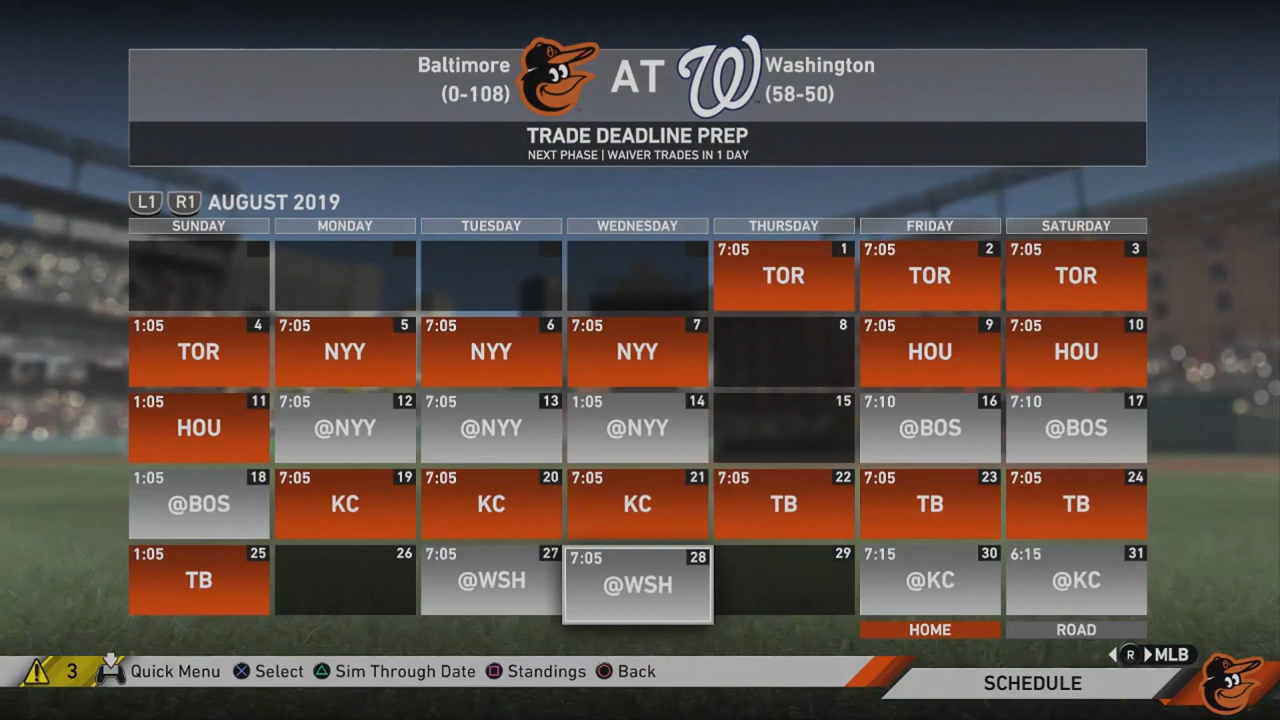 Baltimore
(0-108)
AT
Washington
(58-50)
TRADE DEADLINE PREP
NEXT PHASE | WAIVER TRADES IN 1 DAY
L1 R1 AUGUST 2019
SUNDAY MONDAY TUESDAY WEDNESDAY THURSDAY FRIDAY SATURDAY
7:05 1 7:05 2 7:05 3
TOR TOR TOR
1:05 4 7:05 5 7:05 6 7:05 7 8 7:05 9 7:05 10
TOR NYY NYY NYY HOU HOU
1:05 11 7:05 12 7:05 13 1:05 14 15 7:10 16 7:10 17
HOU @NYY @NYY @NYY @BOS @BOS
1:05 18 7:05 19 7:05 20 7:05 21 7:05 22 7:05 23 7:05 24
@BOS KC KC KC TB TB TB
1:05 25 26 7:05 27 7:05 28 29 7:15 30 6:15 31
TB @WSH @WSH @KC @KC
HOME ROAD
R MLB
3 Quick Menu Select Sim Through Date Standings Back
SCHEDULE